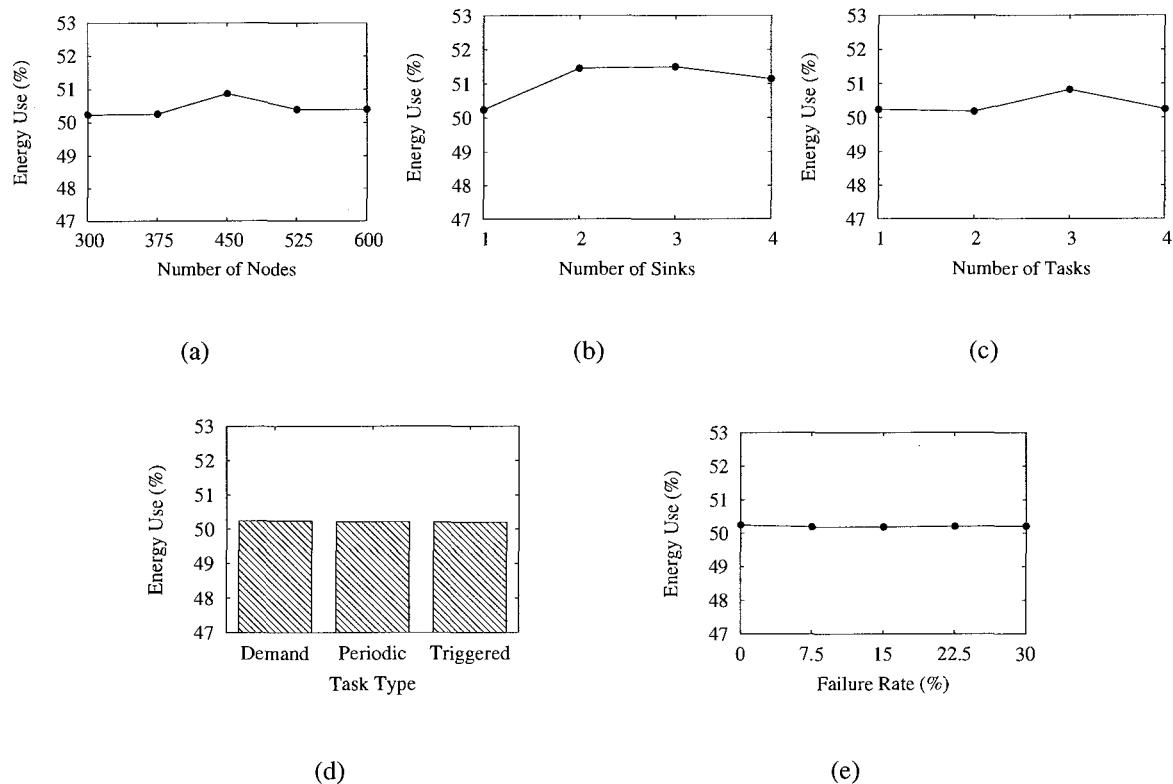 53
52
51
50
49
48
47
Energy Use (%)
300 375 450 525 600
Number of Nodes
(a)
53
52
51
50
49
48
47
Energy Use (%)
1 2 3 4
Number of Sinks
(b)
53
52
51
50
49
48
47
Energy Use (%)
1 2 3 4
Number of Tasks
(c)
53
52
51
50
49
48
47
Energy Use (%)
Demand Periodic Triggered
Task Type
(d)
53
52
51
50
49
48
47
Energy Use (%)
0 7.5 15 22.5 30
Failure Rate (%)
(e)